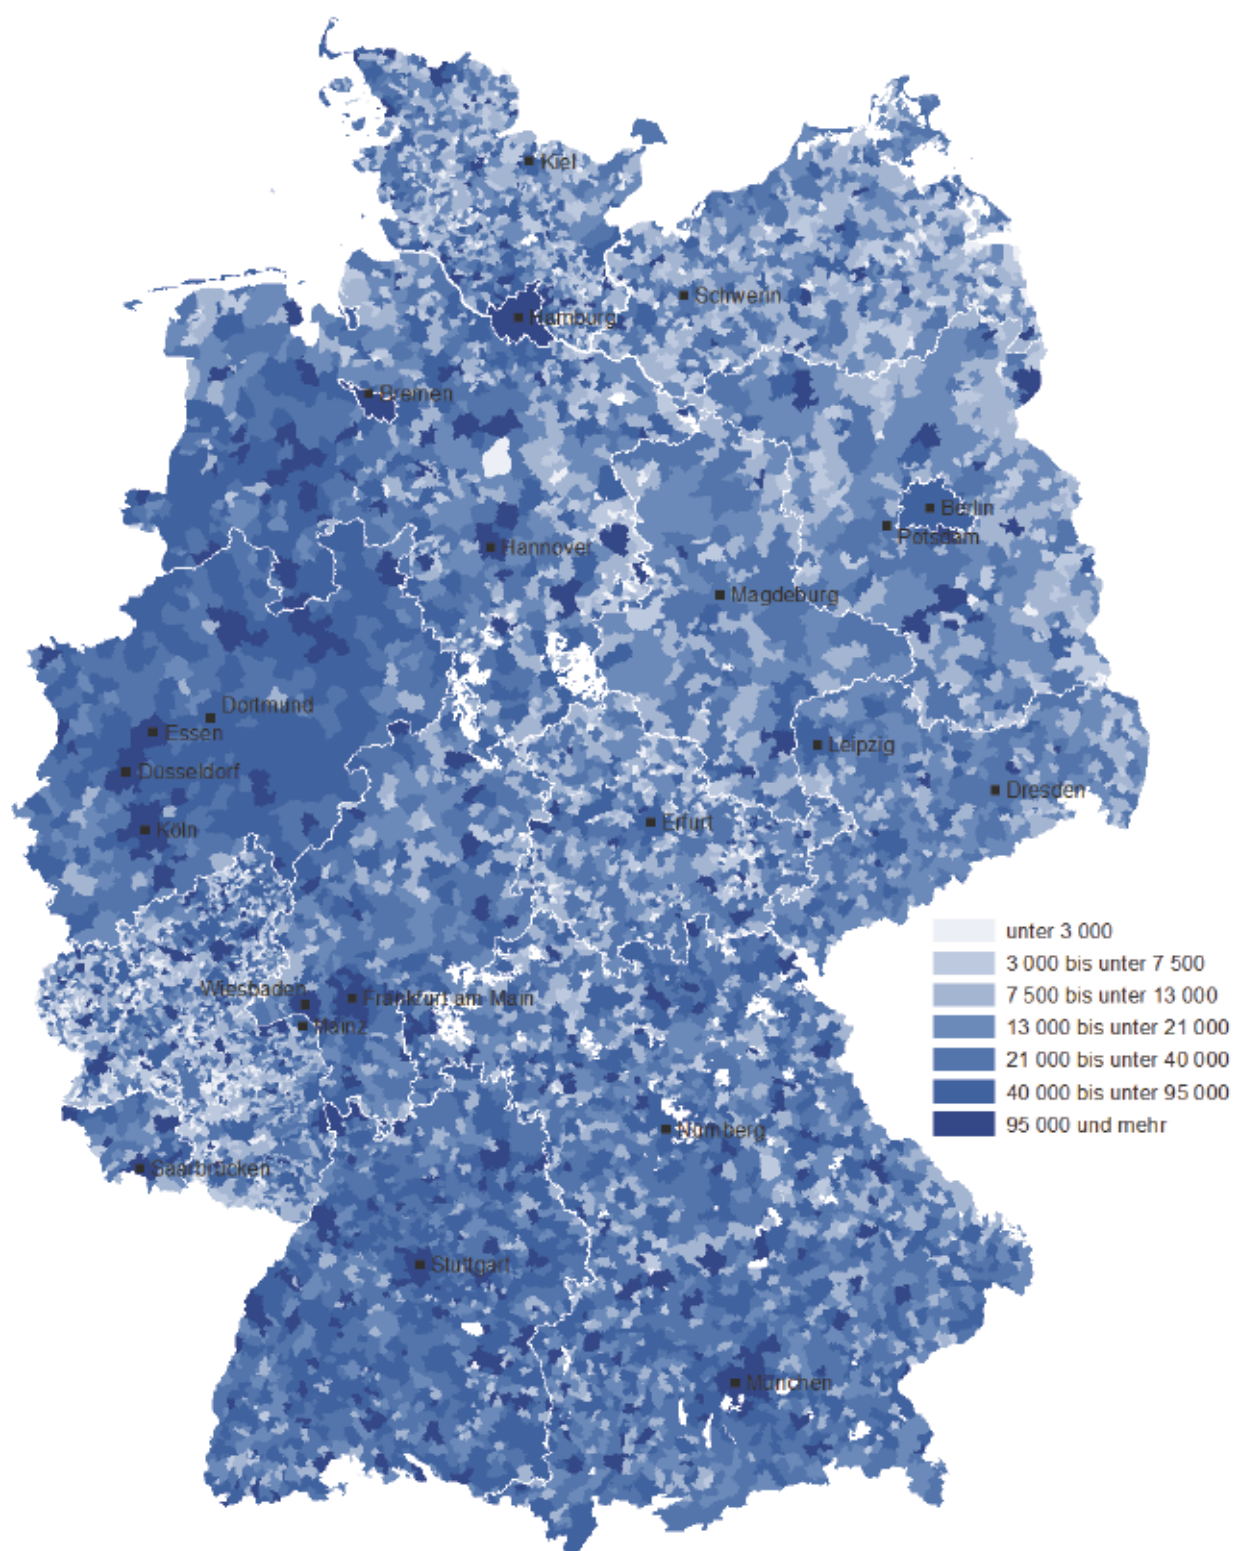 Kiel
Schwerin
Hamburg
Bremen
Berlin
Potsdam
Hannover
Magdeburg
Dortmund
Essen
Düsseldorf
Leipzig
Dresden
Köln
Erfurt
unter 3 000
3 000 bis unter 7 500
Wiesbaden
Frankfurt am Main
7 500 bis unter 13 000
Mainz
13 000 bis unter 21 000
21 000 bis unter 40 000
40 000 bis unter 95 000
95 000 und mehr
Nürnberg
Saarbrücken
Stuttgart
München